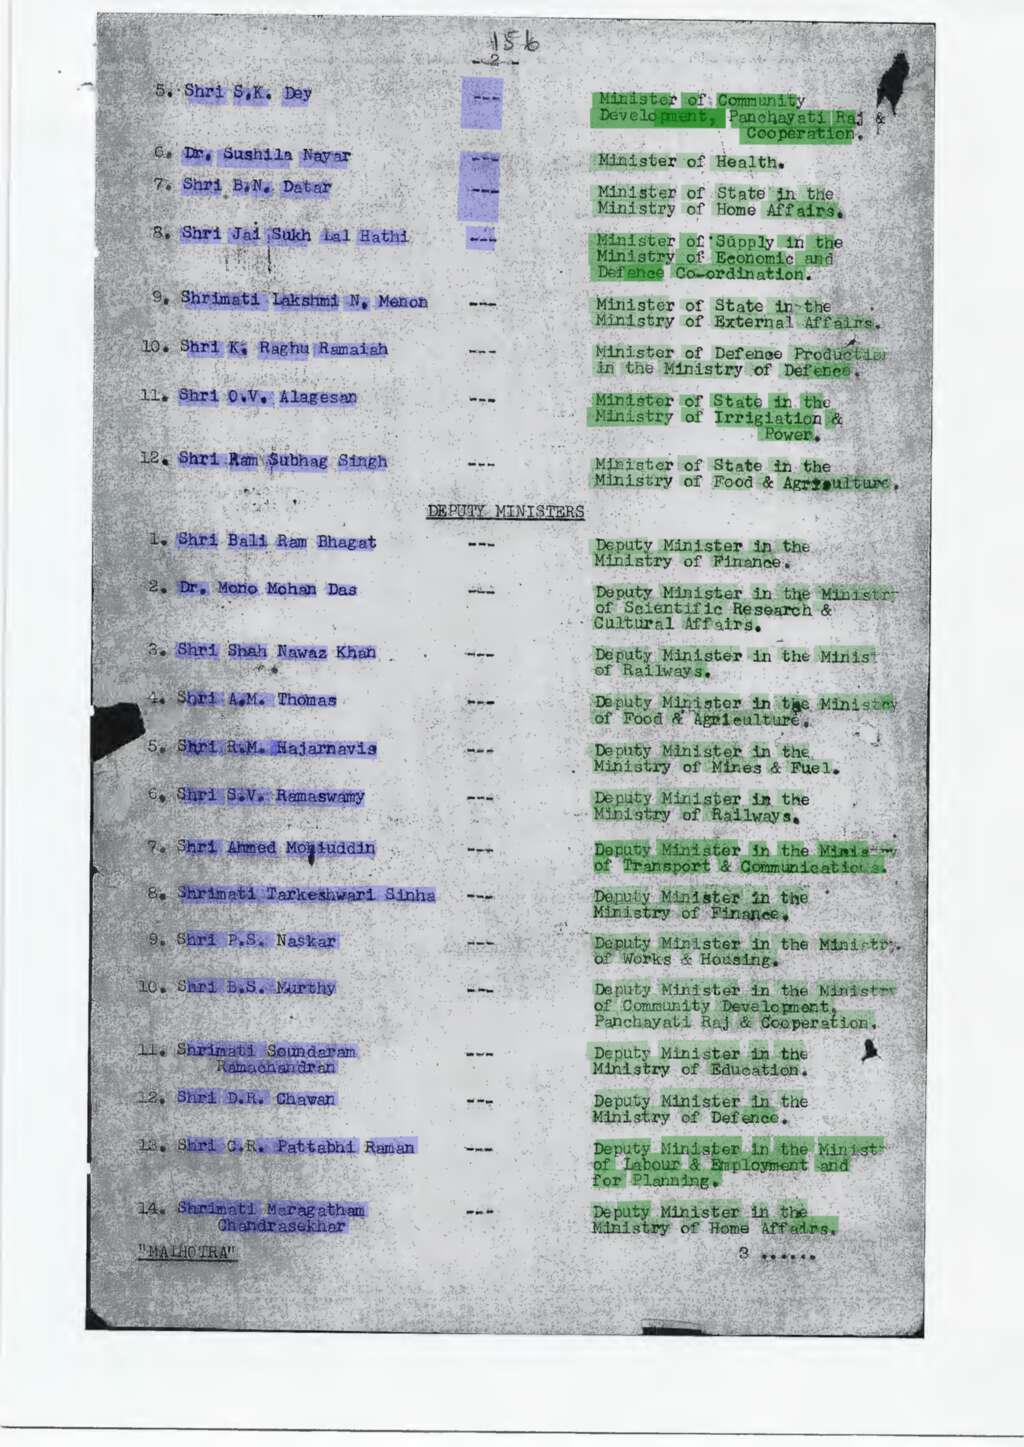 156
- 2 -
5. Shri S.K. Dey --- Minister of Community
Development, Panchayati Raj &
Cooperation.
6. Dr. Sushila Nayar --- Minister of Health.
7. Shri B.N. Datar --- Minister of State in the
Ministry of Home Affairs.
8. Shri Jai Sukh Lal Hathi --- Minister of Supply in the
Ministry of Economic and
Defence Co-ordination.
9. Shrimati Lakshmi N. Menon --- Minister of State in the
Ministry of External Affairs.
10. Shri K. Raghu Ramaiah --- Minister of Defence Production
in the Ministry of Defence.
11. Shri O.V. Alagesan --- Minister of State in the
Ministry of Irrigiation &
Power.
12. Shri Ram Subhag Singh --- Minister of State in the
Ministry of Food & Agriculture.
DEPUTY MINISTERS
1. Shri Bali Ram Bhagat --- Deputy Minister in the
Ministry of Finance.
2. Dr. Mono Mohan Das --- Deputy Minister in the Ministry
of Scientific Research &
Cultural Affairs.
3. Shri Shah Nawaz Khan --- Deputy Minister in the Minist
of Railways.
4. Shri A.M. Thomas --- Deputy Minister in the Ministry
of Food & Agriculture.
5. Shri R.M. Hajarnavis --- Deputy Minister in the
Ministry of Mines & Fuel.
6. Shri S.V. Ramaswamy --- Deputy Minister in the
Ministry of Railways.
7. Shri Ahmed Mohiuddin --- Deputy Minister in the Ministry
of Transport & Communications.
8. Shrimati Tarkeshwari Sinha --- Deputy Minister in the
Ministry of Finance.
9. Shri P.S. Naskar --- Deputy Minister in the Ministry
of Works & Housing.
10. Shri B.S. Murthy --- Deputy Minister in the Ministry
of Community Development,
Panchayati Raj & Cooperation.
11. Shrimati Soundaram --- Deputy Minister in the
Ramachandran Ministry of Education.
12. Shri D.R. Chavan --- Deputy Minister in the
Ministry of Defence.
13. Shri C.R. Pattabhi Raman --- Deputy Minister in the Minist
of Labour & Employment and
for Planning.
14. Shrimati Maragatham --- Deputy Minister in the
Chandrasekhar Ministry of Home Affairs.
"MALHOTRA" 3 ......